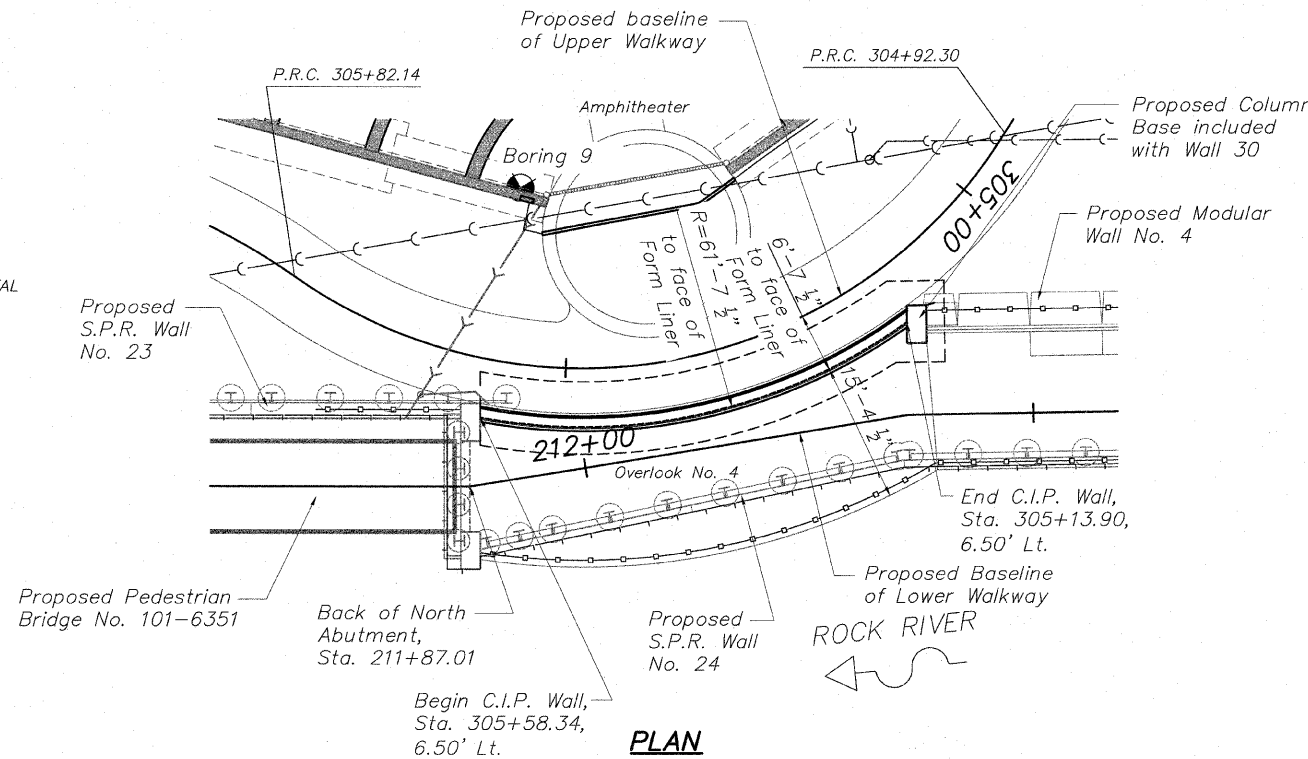 Proposed baseline
of Upper Walkway
P.R.C. 305+82.14
P.R.C. 304+92.30
Amphitheater
Proposed Colum
Base included
with Wall 30
Boring 9
305+00
Proposed Modular
Wall No. 4
R=61'-7 1/2"
to face of
Form Liner
6'-7 1/2"
to face of
Form Liner
AL
Proposed
S.P.R. Wall
No. 23
15'-4 1/2"
212+00
Overlook No. 4
End C.I.P. Wall,
Sta. 305+13.90,
6.50' Lt.
Proposed Pedestrian
Bridge No. 101-6351
Back of North
Abutment,
Sta. 211+87.01
Proposed
S.P.R. Wall
No. 24
Proposed Baseline
of Lower Walkway
ROCK RIVER
Begin C.I.P. Wall,
Sta. 305+58.34,
6.50' Lt.
PLAN